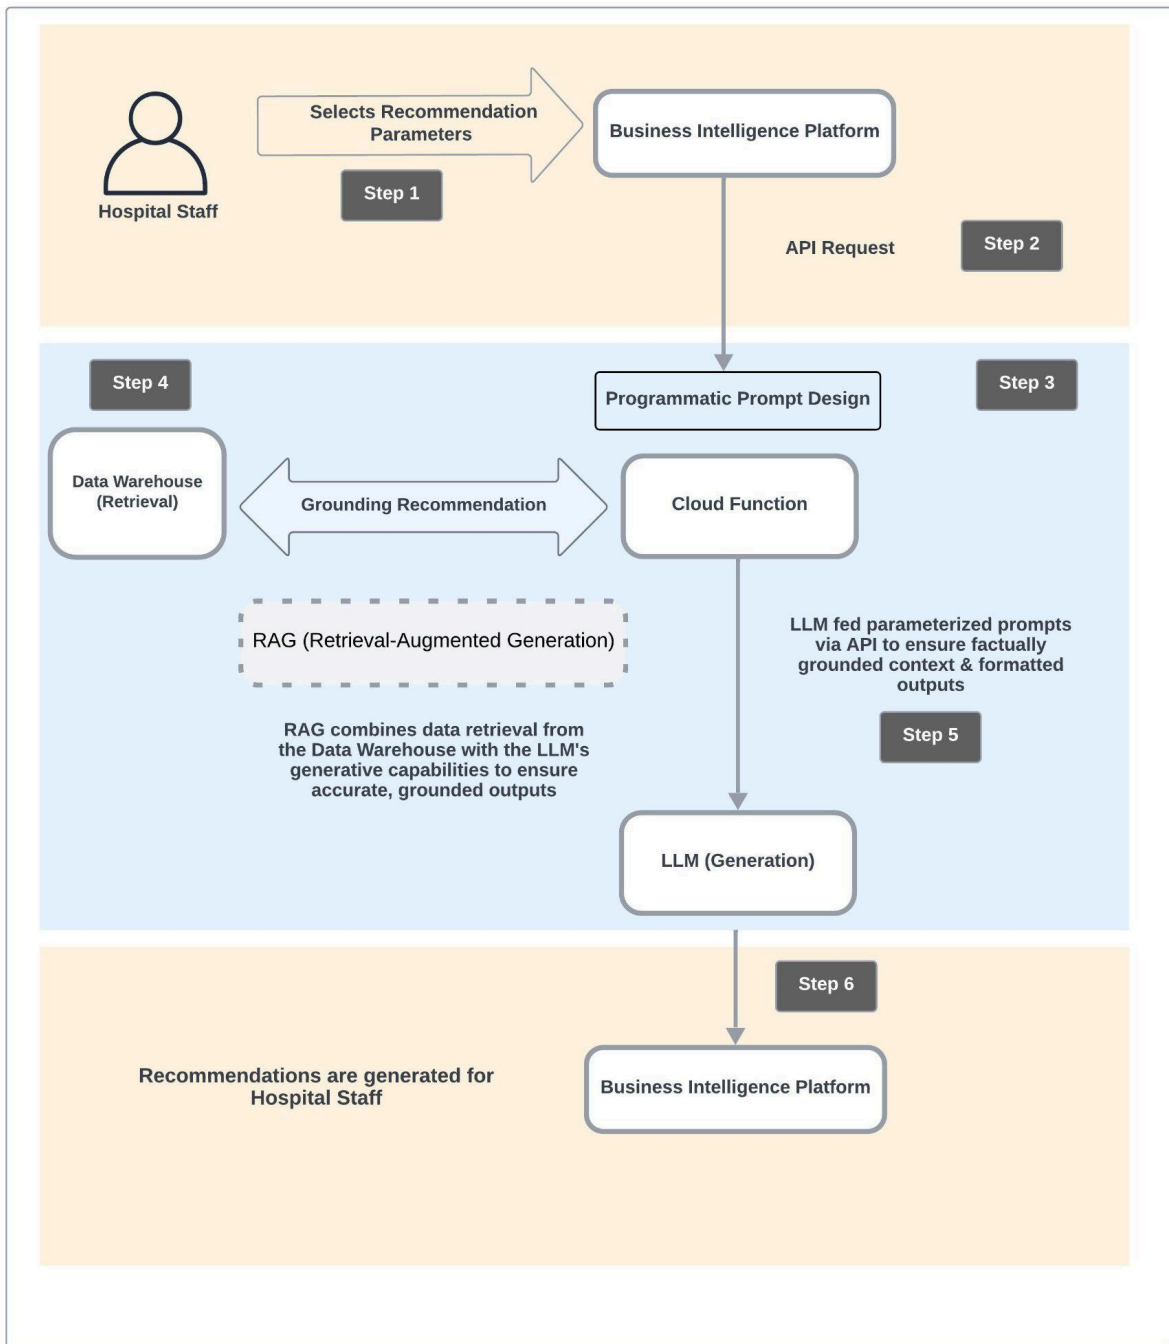 Selects Recommendation
Parameters
Business Intelligence Platform
Step 1
Hospital Staff
API Request
Step 2
Step 4
Step 3
Programmatic Prompt Design
Data Warehouse
(Retrieval)
Grounding Recommendation
Cloud Function
RAG (Retrieval-Augmented Generation)
LLM fed parameterized prompts
via API to ensure factually
grounded context & formatted
outputs
Step 5
RAG combines data retrieval from
the Data Warehouse with the LLM's
generative capabilities to ensure
accurate, grounded outputs
LLM (Generation)
Step 6
Recommendations are generated for
Hospital Staff
Business Intelligence Platform